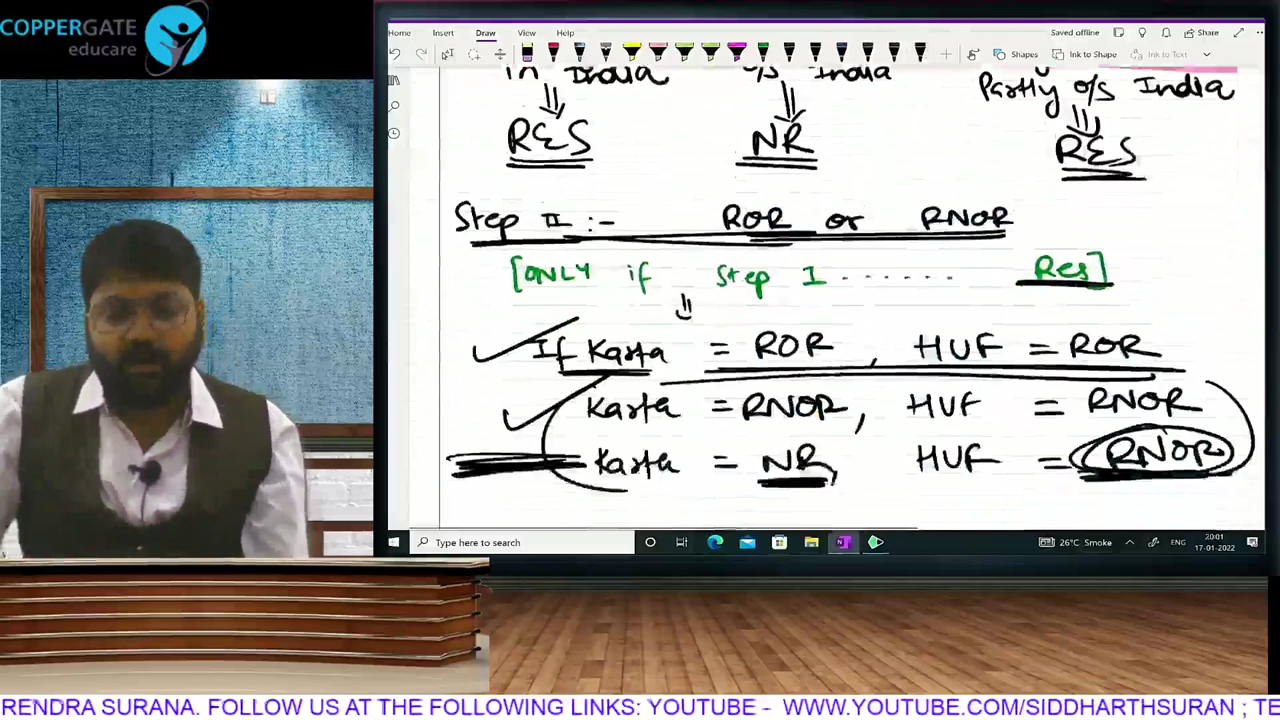 COPPERGATE
educare
Home Insert Draw View Help Saved offline Share
Shapes Ink to Shape Ink to Text
in India o/s India Partly o/s India
RES NR RES
Step II :- ROR or RNOR
[ONLY if Step I ....... Res]
If Karta = ROR, HUF = ROR
Karta = RNOR, HUF = RNOR
Karta = NR, HUF = RNOR
Type here to search 26°C Smoke ENG 20:01
17-01-2022
RENDRA SURANA. FOLLOW US AT THE FOLLOWING LINKS: YOUTUBE - WWW.YOUTUBE.COM/SIDDHARTHSURAN ; TE